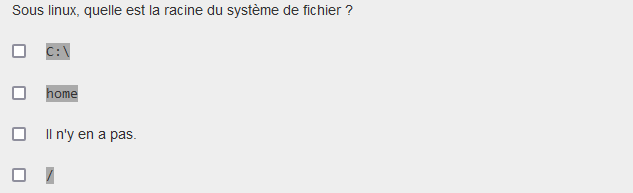 Sous linux, quelle est la racine du système de fichier ?
C:\
home
Il n'y en a pas.
/